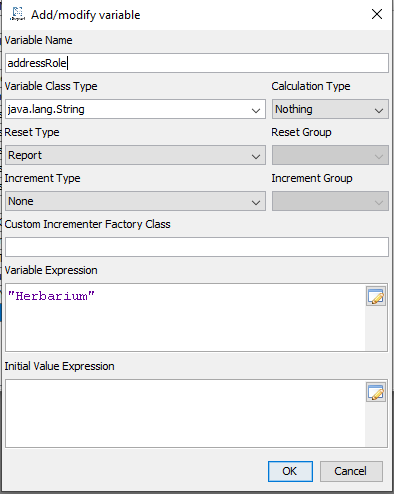 Add/modify variable
Variable Name
addressRole
Variable Class Type Calculation Type
java.lang.String Nothing
Reset Type Reset Group
Report
Increment Type Increment Group
None
Custom Incrementer Factory Class
Variable Expression
"Herbarium"
Initial Value Expression
OK Cancel